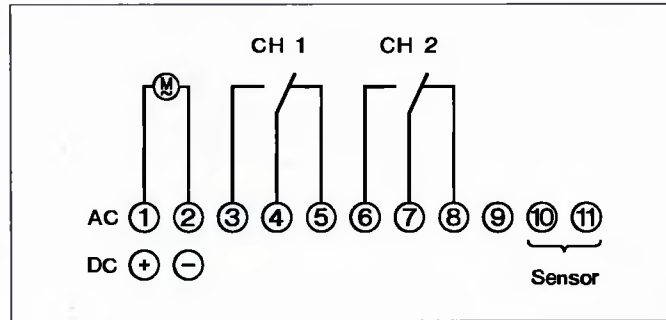 CH 1 CH 2
M
~
AC 1 2 3 4 5 6 7 8 9 10 11
DC + −
Sensor